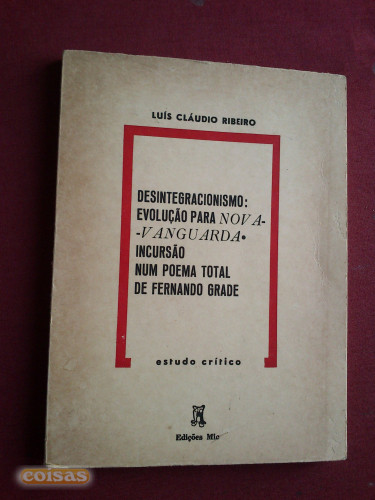 LUÍS CLÁUDIO RIBEIRO
DESINTEGRACIONISMO:
EVOLUÇÃO PARA NOVA-
-VANGUARDA•
INCURSÃO
NUM POEMA TOTAL
DE FERNANDO GRADE
estudo crítico
Edições Mic
coisas